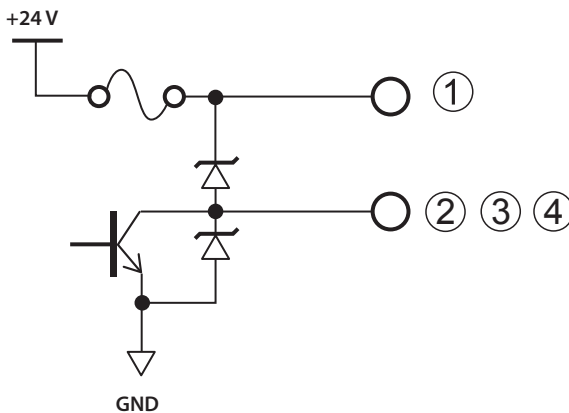 +24 V
①
② ③ ④
GND